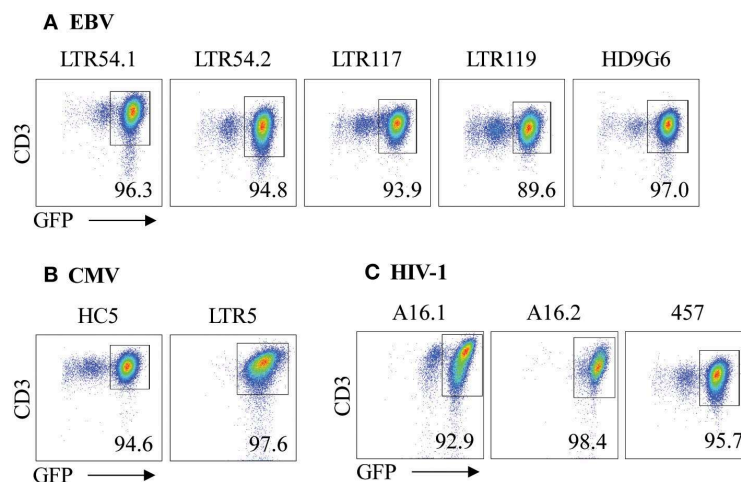 A EBV
LTR54.1 LTR54.2 LTR117 LTR119 HD9G6
CD3
96.3 94.8 93.9 89.6 97.0
GFP
B CMV
HC5 LTR5
CD3
94.6 97.6
GFP
C HIV-1
A16.1 A16.2 457
CD3
92.9 98.4 95.7
GFP